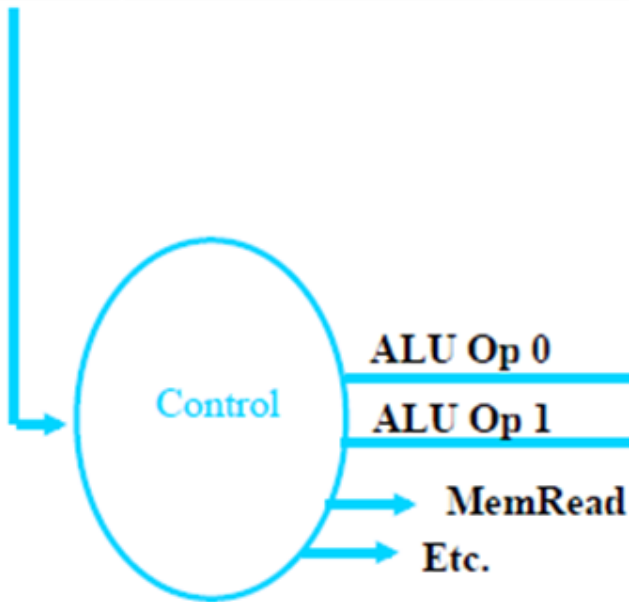 ALU Op 0
Control
ALU Op 1
MemRead
Etc.